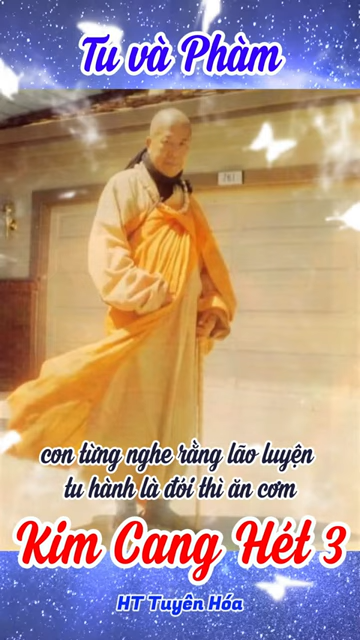 Tu và Phàm
con từng nghe rằng lão luyện
tu hành là đói thì ăn cơm
Kim Cang Hét 3
HT Tuyên Hóa